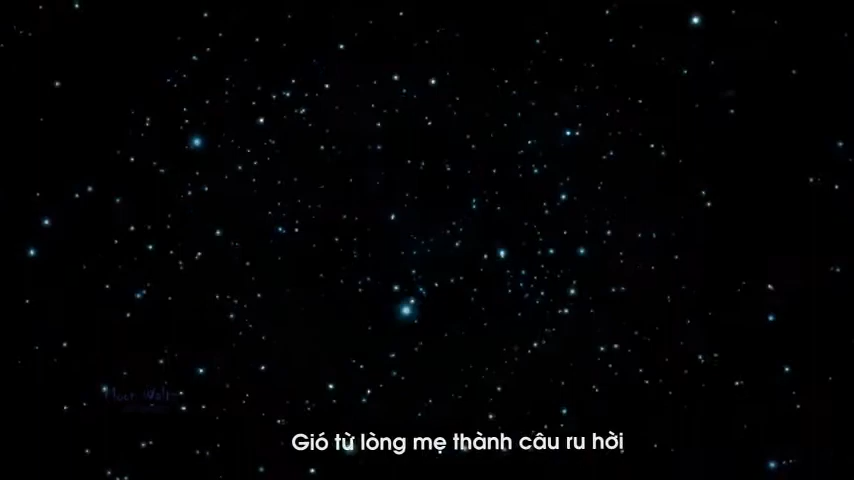 Gió từ lòng mẹ thành câu ru hời